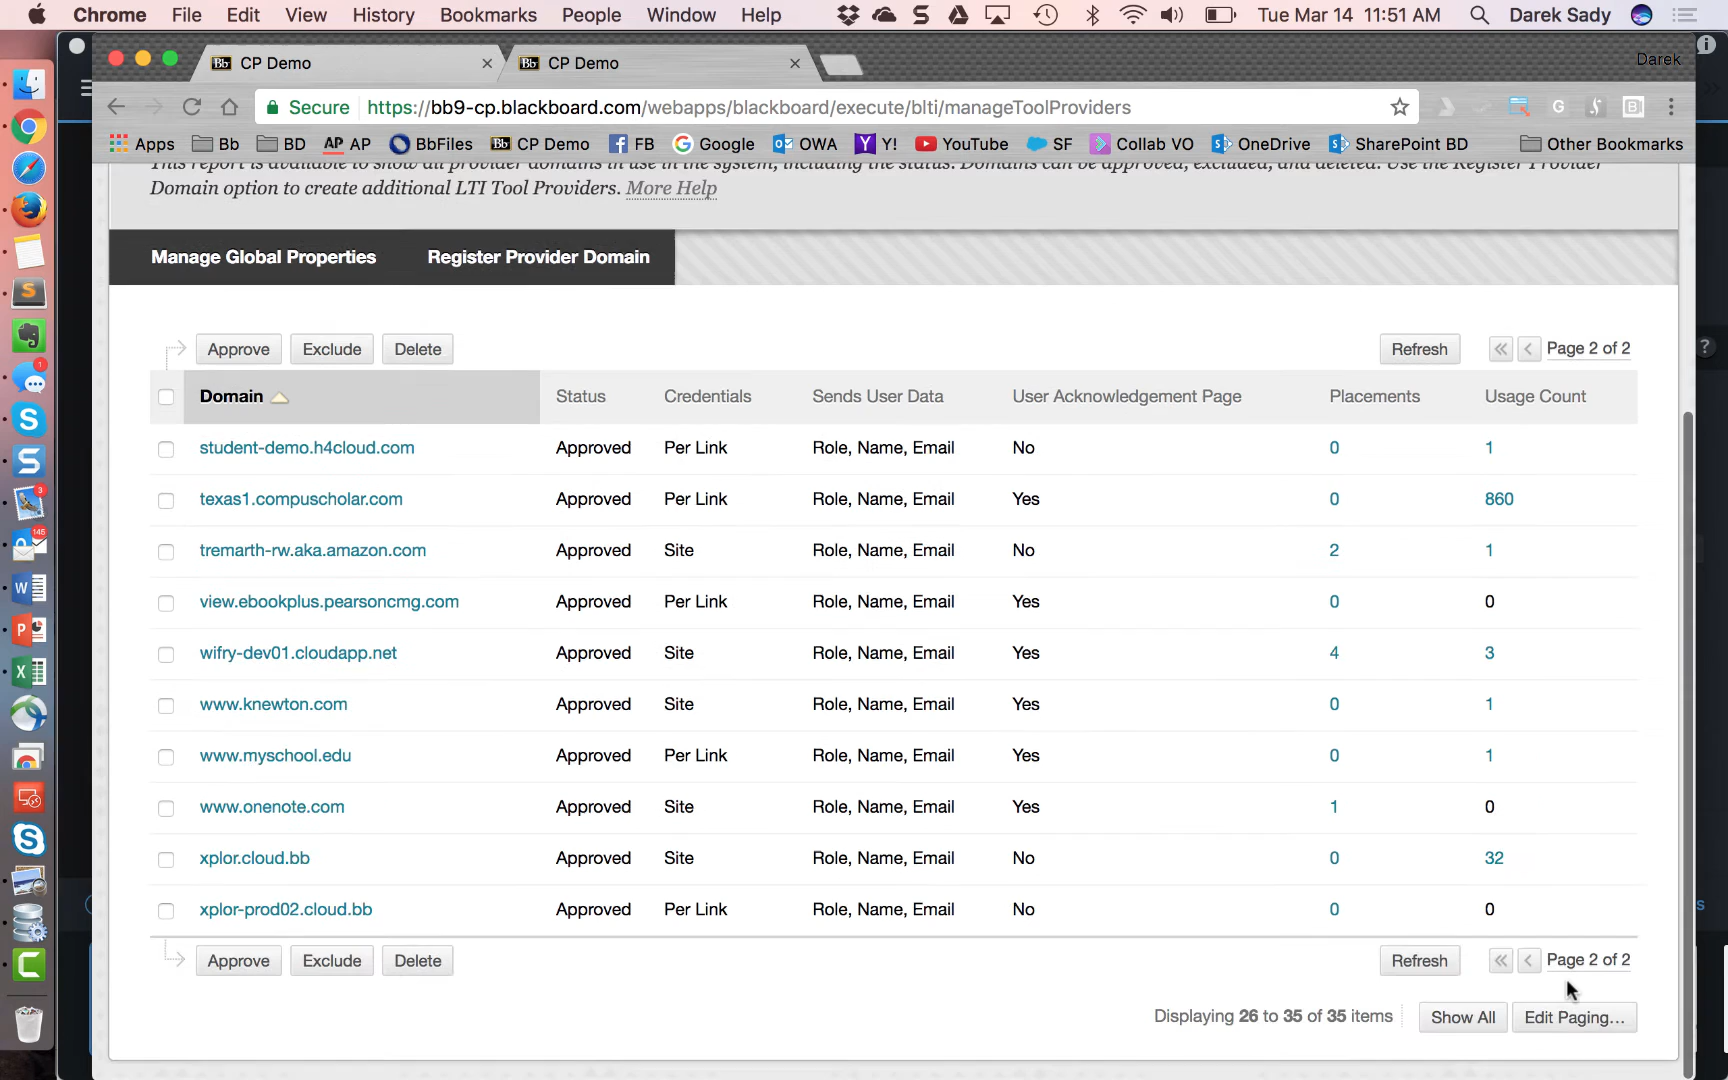 Chrome File Edit View History Bookmarks People Window Help Tue Mar 14 11:51 AM Darek Sady
Bb CP Demo Bb CP Demo Darek
Secure https://bb9-cp.blackboard.com/webapps/blackboard/execute/blti/manageToolProviders
Apps Bb BD AP AP BbFiles Bb CP Demo FB Google OWA Y! YouTube SF Collab VO OneDrive SharePoint BD Other Bookmarks
This report is available to show all provider domains in use in the system, including the status. Domains can be approved, excluded, and deleted. Use the Register Provider
Domain option to create additional LTI Tool Providers. More Help
Manage Global Properties Register Provider Domain
Approve Exclude Delete Refresh Page 2 of 2
Domain Status Credentials Sends User Data User Acknowledgement Page Placements Usage Count
student-demo.h4cloud.com Approved Per Link Role, Name, Email No 0 1
texas1.compuscholar.com Approved Per Link Role, Name, Email Yes 0 860
tremarth-rw.aka.amazon.com Approved Site Role, Name, Email No 2 1
view.ebookplus.pearsoncmg.com Approved Per Link Role, Name, Email Yes 0 0
wifry-dev01.cloudapp.net Approved Site Role, Name, Email Yes 4 3
www.knewton.com Approved Site Role, Name, Email Yes 0 1
www.myschool.edu Approved Per Link Role, Name, Email Yes 0 1
www.onenote.com Approved Site Role, Name, Email Yes 1 0
xplor.cloud.bb Approved Site Role, Name, Email No 0 32
xplor-prod02.cloud.bb Approved Per Link Role, Name, Email No 0 0
Approve Exclude Delete Refresh Page 2 of 2
Displaying 26 to 35 of 35 items Show All Edit Paging...